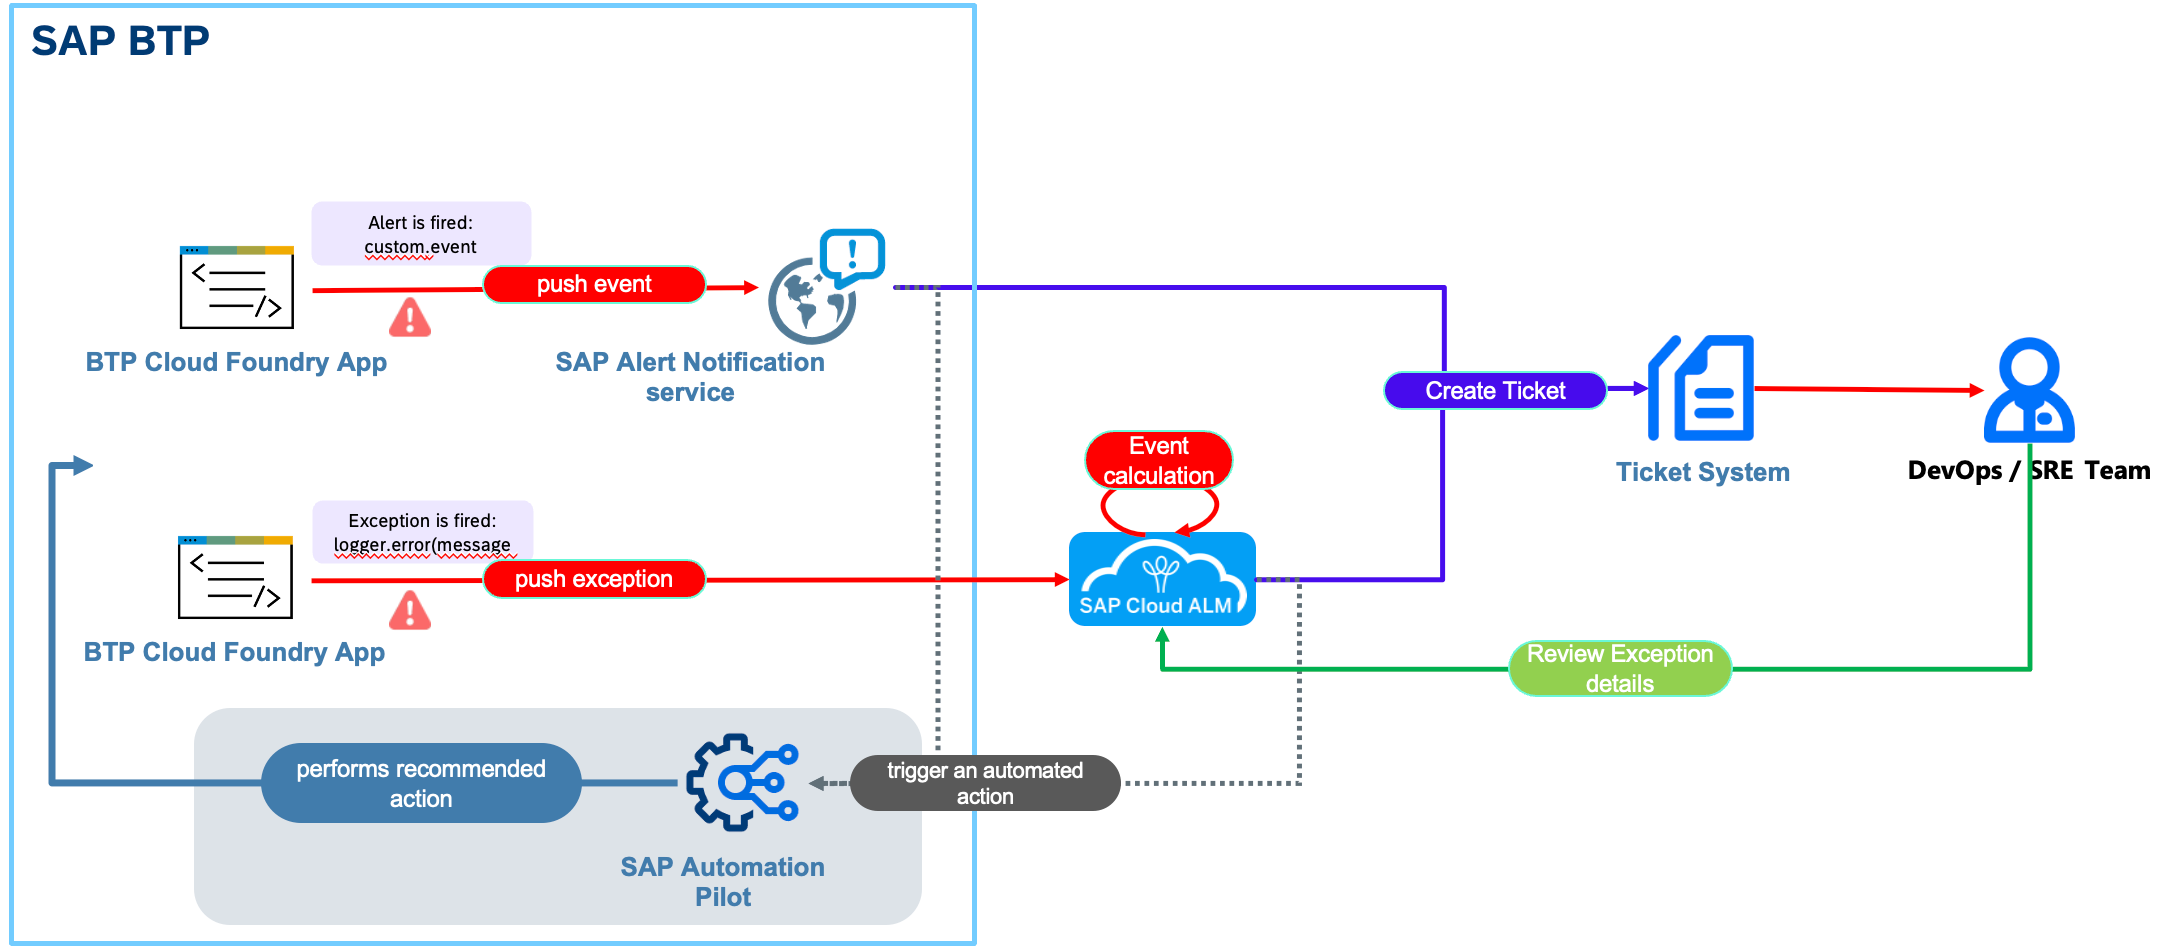 SAP BTP
Alert is fired:
custom.event
push event
BTP Cloud Foundry App
SAP Alert Notification
service
Create Ticket
Ticket System
DevOps / SRE Team
Event
calculation
Exception is fired:
logger.error(message
push exception
SAP Cloud ALM
BTP Cloud Foundry App
Review Exception
details
performs recommended
action
trigger an automated
action
SAP Automation
Pilot